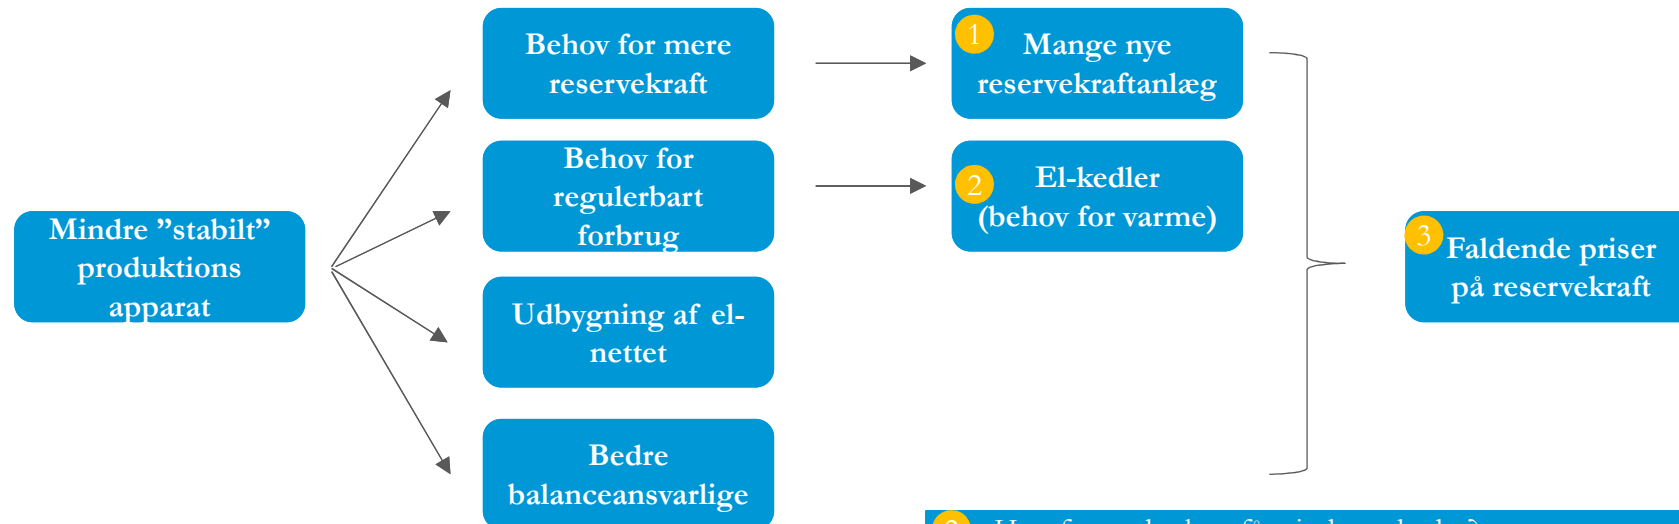 Mindre ”stabilt”
produktions
apparat
Behov for mere
reservekraft
Behov for
regulerbart
forbrug
Udbygning af el-
nettet
Bedre
balanceansvarlige
1
Mange nye
reservekraftanlæg
2
El-kedler
(behov for varme)
3
Faldende priser
på reservekraft